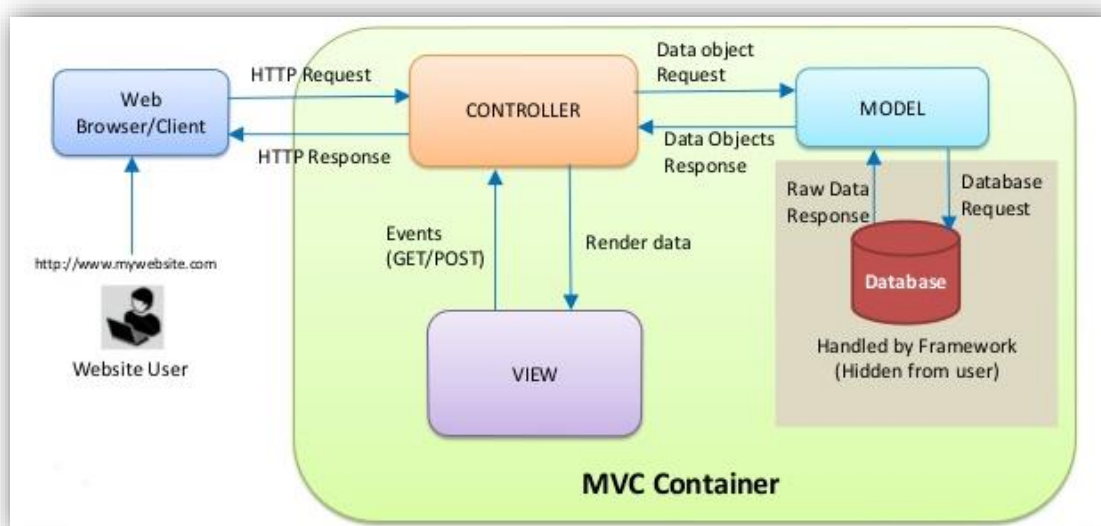 HTTP Request
Web
Browser/Client
HTTP Response
http://www.mywebsite.com
Website User
CONTROLLER
Data object
Request
Data Objects
Response
MODEL
Raw Data
Response
Database
Request
Database
Handled by Framework
(Hidden from user)
Events
(GET/POST)
Render data
VIEW
MVC Container